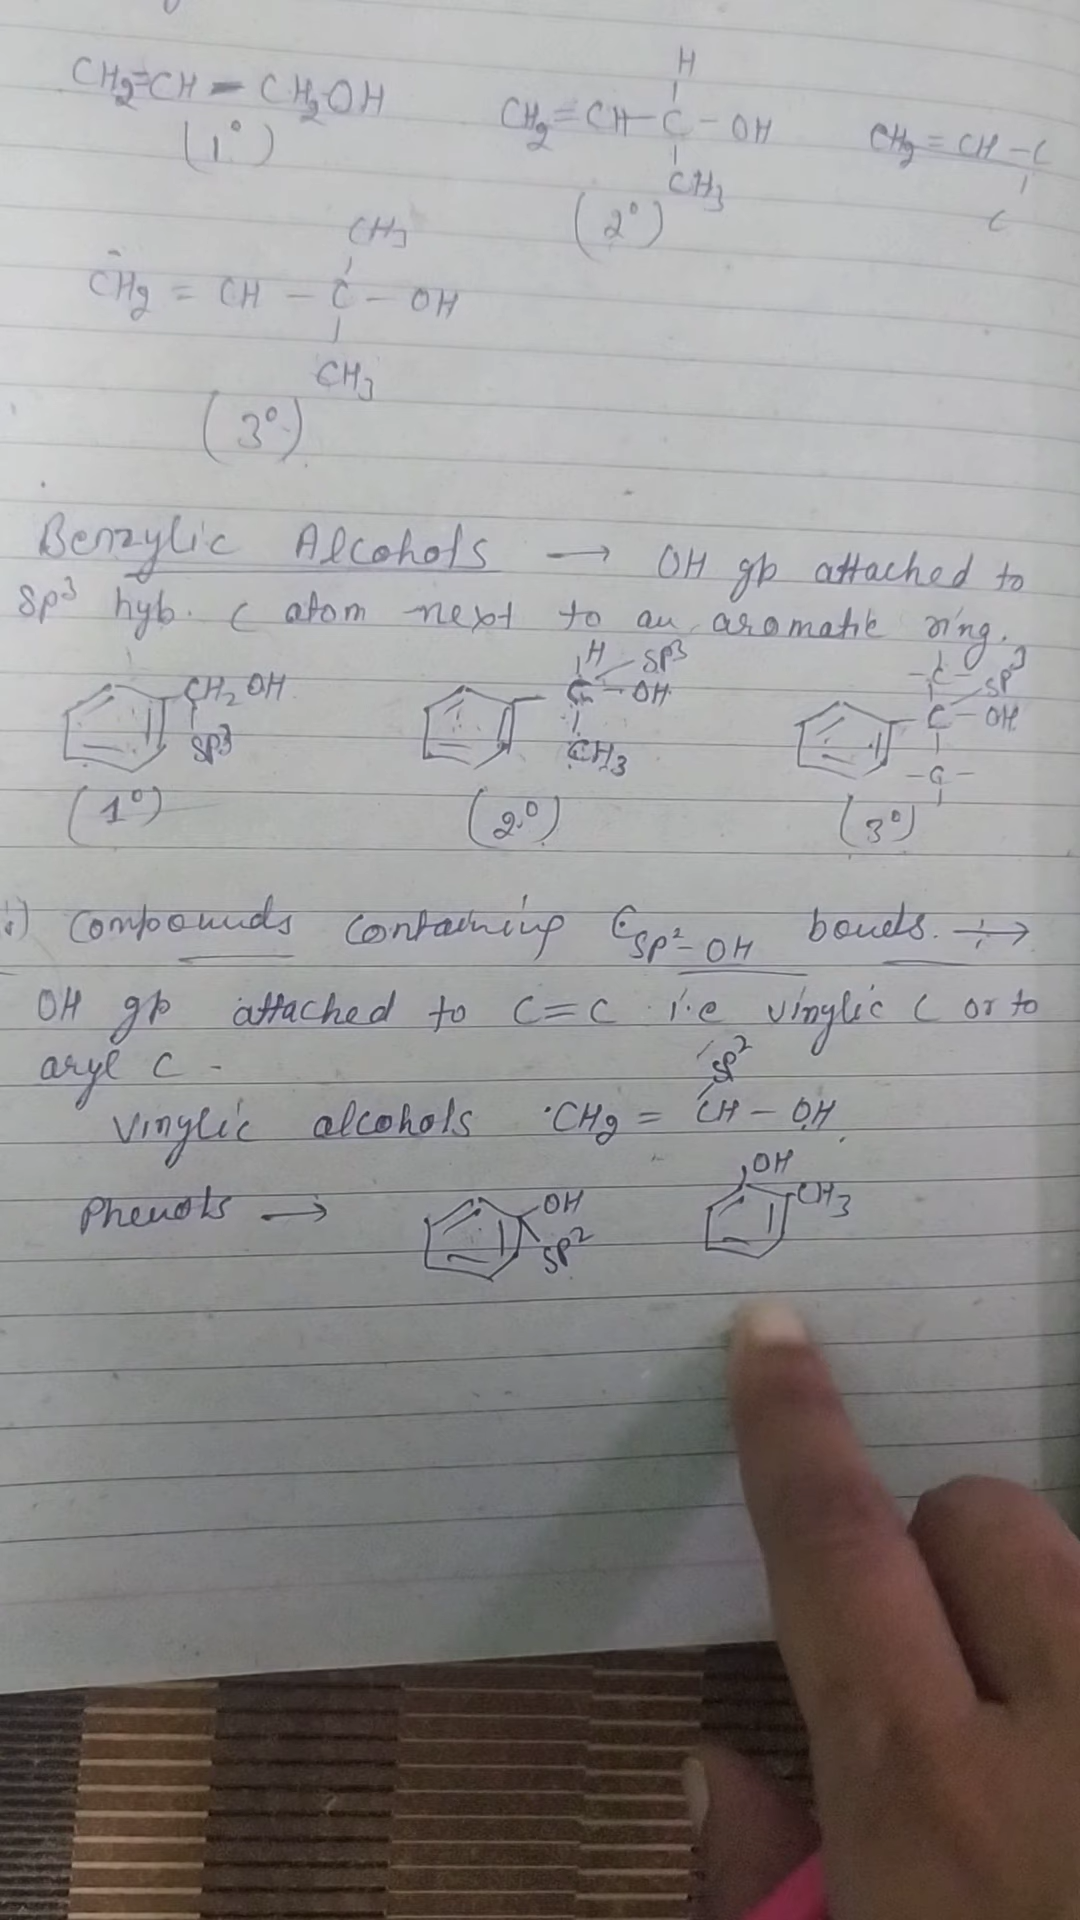 CH₂=CH-CH₂OH
(1°)
H
CH₂=CH-C-OH
CH₃
(2°)
CH₂=CH-C
C
CH₃
CH₂=CH-C-OH
CH₃
(3°)
Benzylic Alcohols → OH gp attached to
SP³ hyb. C atom next to an aromatic ring.
CH₂OH
SP³
(1°)
H SP³
C-OH
CH₃
(2°)
-C- SP³
C-OH
-C-
(3°)
i) Compounds containing C SP²-OH bonds. ÷→
OH gp attached to C=C i.e vinylic C or to
aryl C -
SP²
Vinylic alcohols CH₂=CH-OH
Phenols → OH
SP²
OH
CH₃